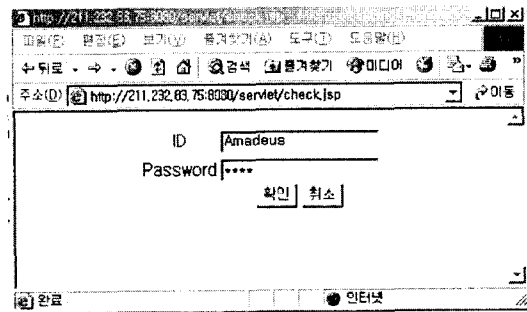 http://211.232.83.75:8080/servlet/check.jsp
파일(F) 편집(E) 보기(V) 즐겨찾기(A) 도구(T) 도움말(H)
뒤로 검색 즐겨찾기 미디어 »
주소(D) http://211.232.83.75:8080/servlet/check.jsp 이동
ID Amadeus
Password ****
확인 취소
완료 인터넷